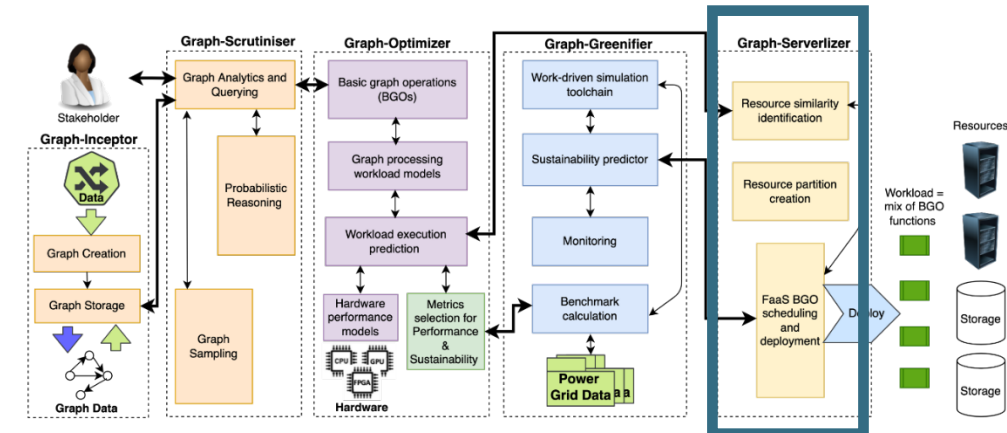 Stakeholder
Graph-Inceptor
Data
Graph Creation
Graph Storage
Graph Data
Graph-Scrutiniser
Graph Analytics and
Querying
Probabilistic
Reasoning
Graph
Sampling
Graph-Optimizer
Basic graph operations
(BGOs)
Graph processing
workload models
Workload execution
prediction
Hardware
performance
models
Metrics
selection for
Performance
&
Sustainability
CPU
GPU
FPGA
Hardware
Graph-Greenifier
Work-driven simulation
toolchain
Sustainability predictor
Monitoring
Benchmark
calculation
Power
Grid Data
a
a
Graph-Serverlizer
Resource similarity
identification
Resource partition
creation
FaaS BGO
scheduling
and
deployment
Deploy
Workload =
mix of BGO
functions
Resources
Storage
Storage